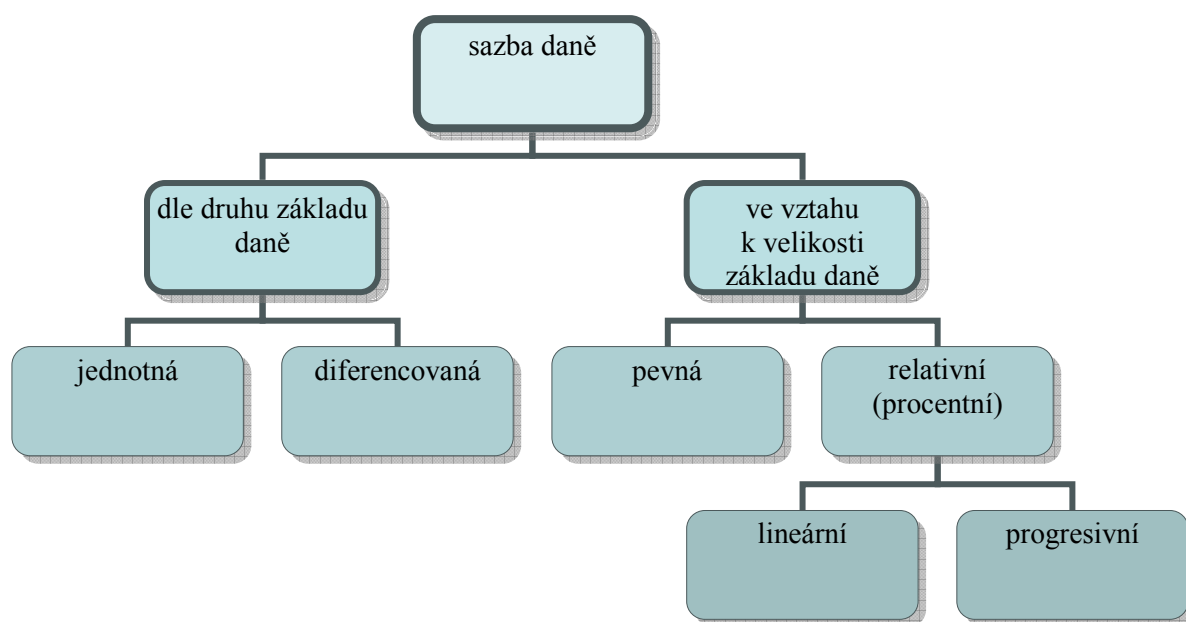 sazba daně
dle druhu základu
daně
ve vztahu
k velikosti
základu daně
jednotná
diferencovaná
pevná
relativní
(procentní)
lineární
progresivní